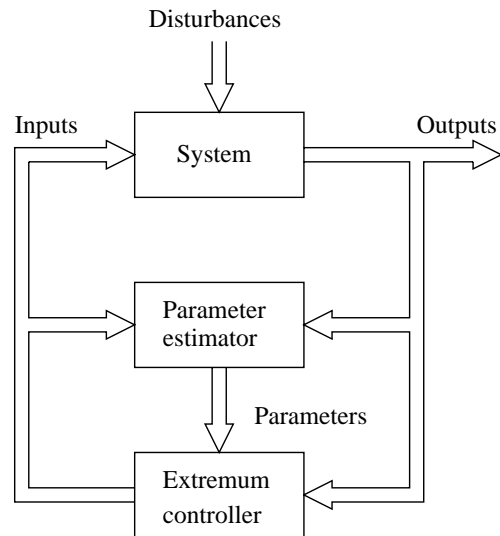 Disturbances
Inputs
Outputs
System
Parameter
estimator
Parameters
Extremum
controller